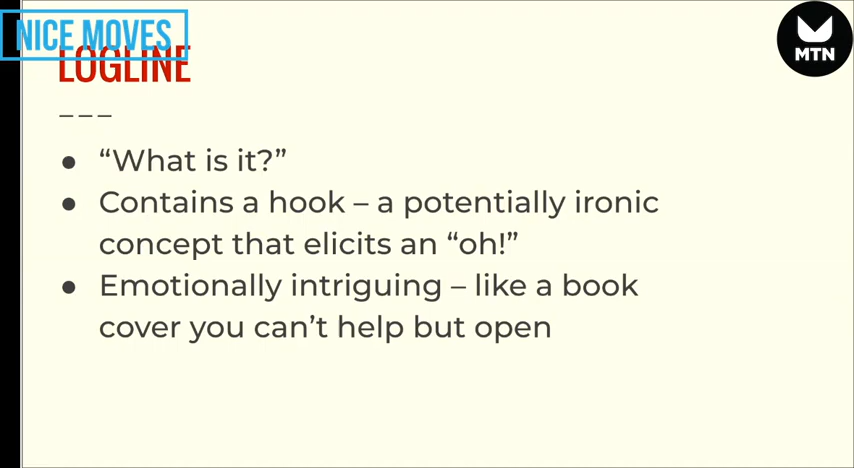 NICE MOVES
MTN
LOGLINE
___
● “What is it?”
● Contains a hook – a potentially ironic
concept that elicits an “oh!”
● Emotionally intriguing – like a book
cover you can’t help but open